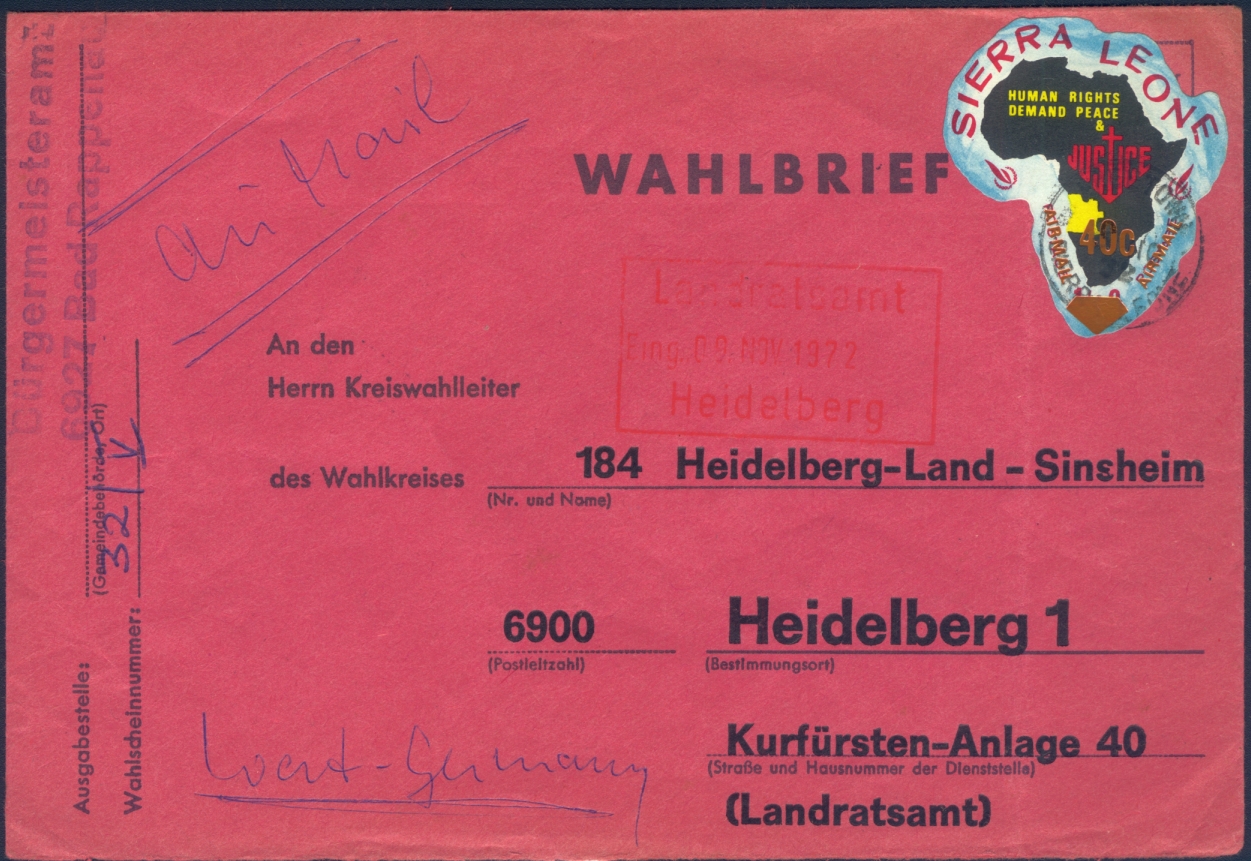 SIERRA LEONE
HUMAN RIGHTS
DEMAND PEACE
&
JUSTICE
40c
AIRMAIL
AIRMAIL
Air Mail
WAHLBRIEF
Landratsamt
Eing. 09. NOV. 1972
Heidelberg
An den
Herrn Kreiswahlleiter
des Wahlkreises 184 Heidelberg-Land - Sinsheim
(Nr. und Name)
6900 Heidelberg 1
(Postleitzahl) (Bestimmungsort)
Kurfürsten-Anlage 40
(Straße und Hausnummer der Dienststelle)
(Landratsamt)
West-Germany
Bürgermeisteramt
6927 Bad Rappenau
Ausgabestelle:
(Gemeindebehörde, Ort)
Wahlscheinnummer: 32/V